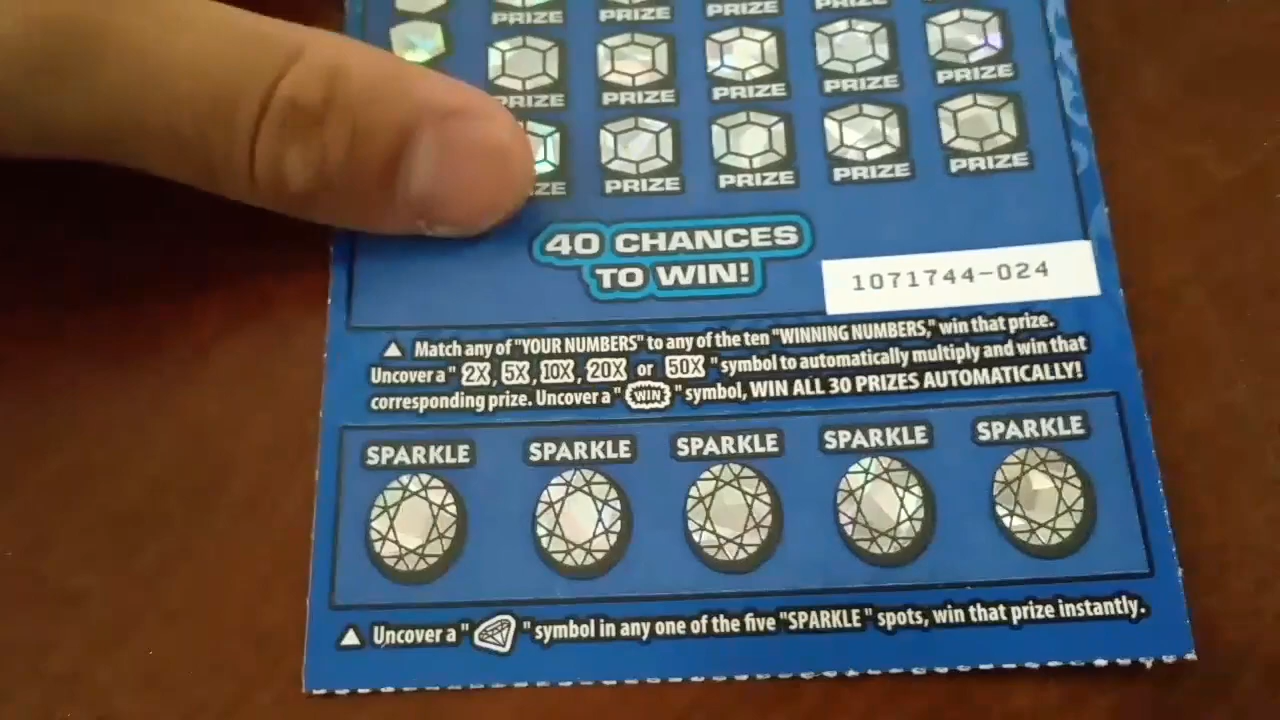 PRIZE PRIZE PRIZE PRIZE
PRIZE PRIZE PRIZE PRIZE PRIZE
PRIZE PRIZE PRIZE PRIZE
40 CHANCES
TO WIN!
1071744-024
▲ Match any of "YOUR NUMBERS" to any of the ten "WINNING NUMBERS," win that prize.
Uncover a " 2X, 5X, 10X, 20X or 50X " symbol to automatically multiply and win that
corresponding prize. Uncover a " WIN " symbol, WIN ALL 30 PRIZES AUTOMATICALLY!
SPARKLE SPARKLE SPARKLE SPARKLE SPARKLE
▲ Uncover a " " symbol in any one of the five "SPARKLE" spots, win that prize instantly.